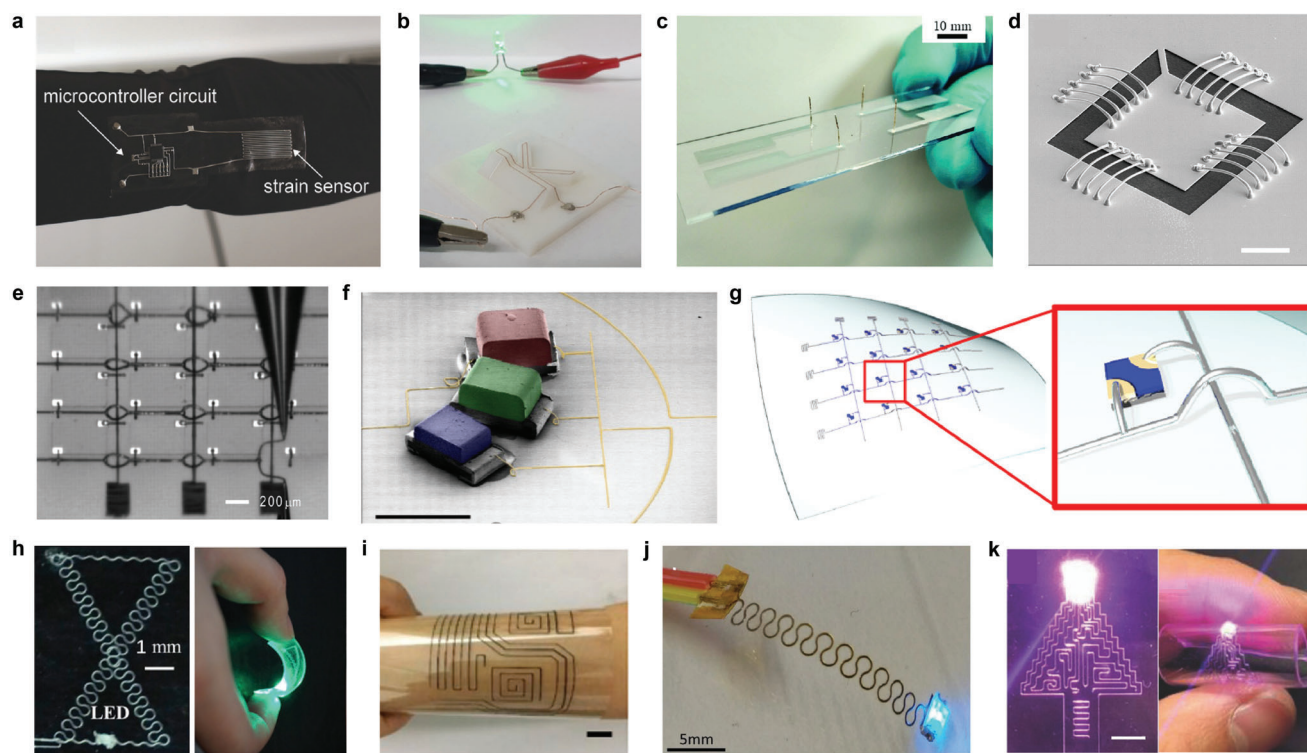 a
b
c
d
10 mm
microcontroller circuit
strain sensor
e
f
g
200 μm
h
i
j
k
1 mm
LED
5mm